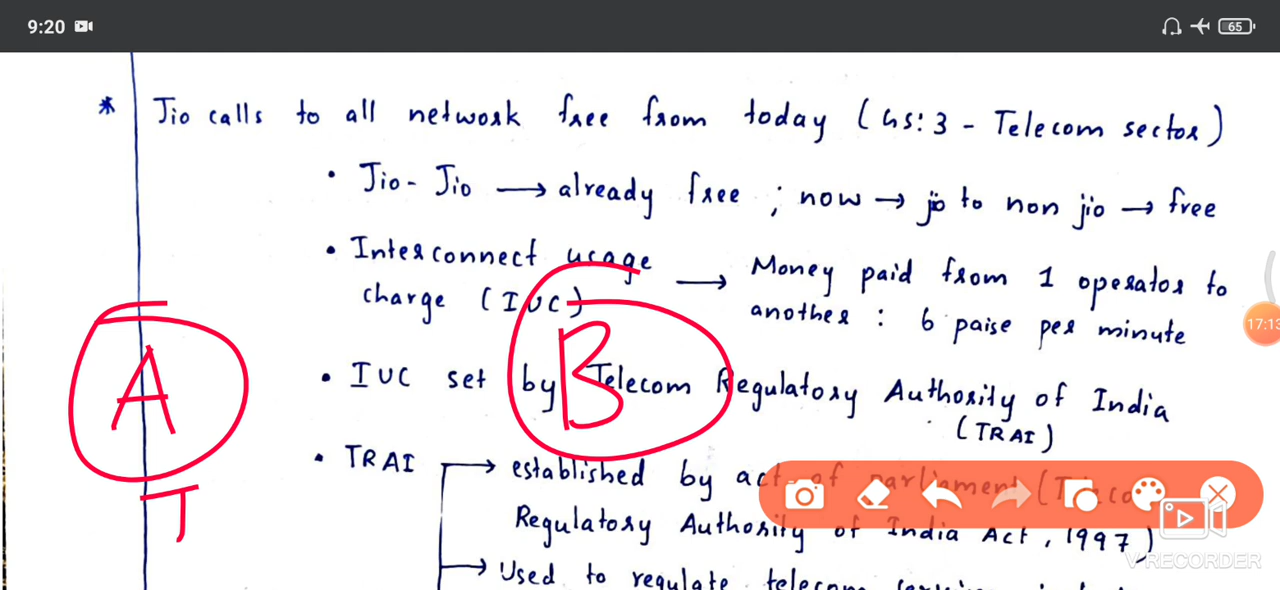 9:20
65
* Jio calls to all network free from today (GS:3 - Telecom sector)
• Jio - Jio → already free ; now → jio to non jio → free
• Interconnect usage charge (IUC) → Money paid from 1 operator to another : 6 paise per minute
A
B
• IUC set by Telecom Regulatory Authority of India
(TRAI)
17:13
• TRAI → established by act of parliament (Teleco
Regulatory Authority of India Act, 1997)
J
→ Used to regulate telecom
V RECORDER